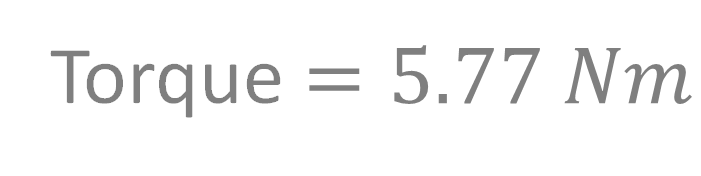 Torque = 5.77 Nm